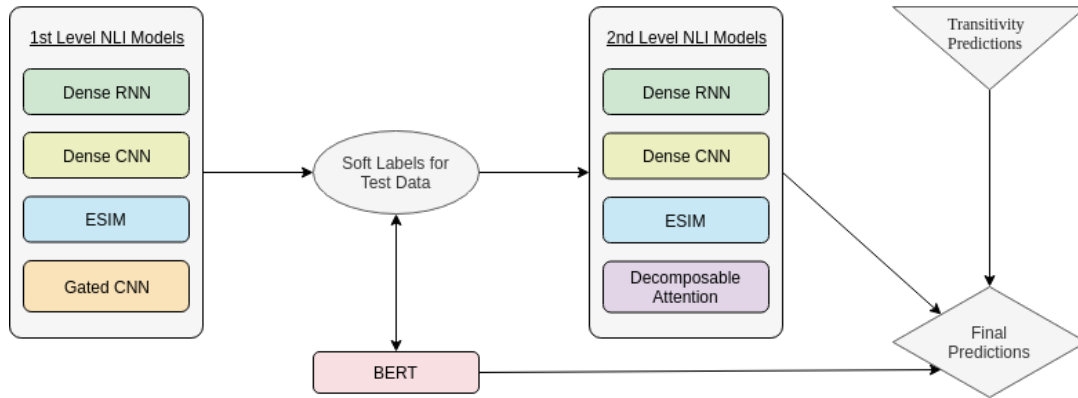 1st Level NLI Models
Dense RNN
Dense CNN
ESIM
Gated CNN
Soft Labels for
Test Data
BERT
2nd Level NLI Models
Dense RNN
Dense CNN
ESIM
Decomposable
Attention
Transitivity
Predictions
Final
Predictions